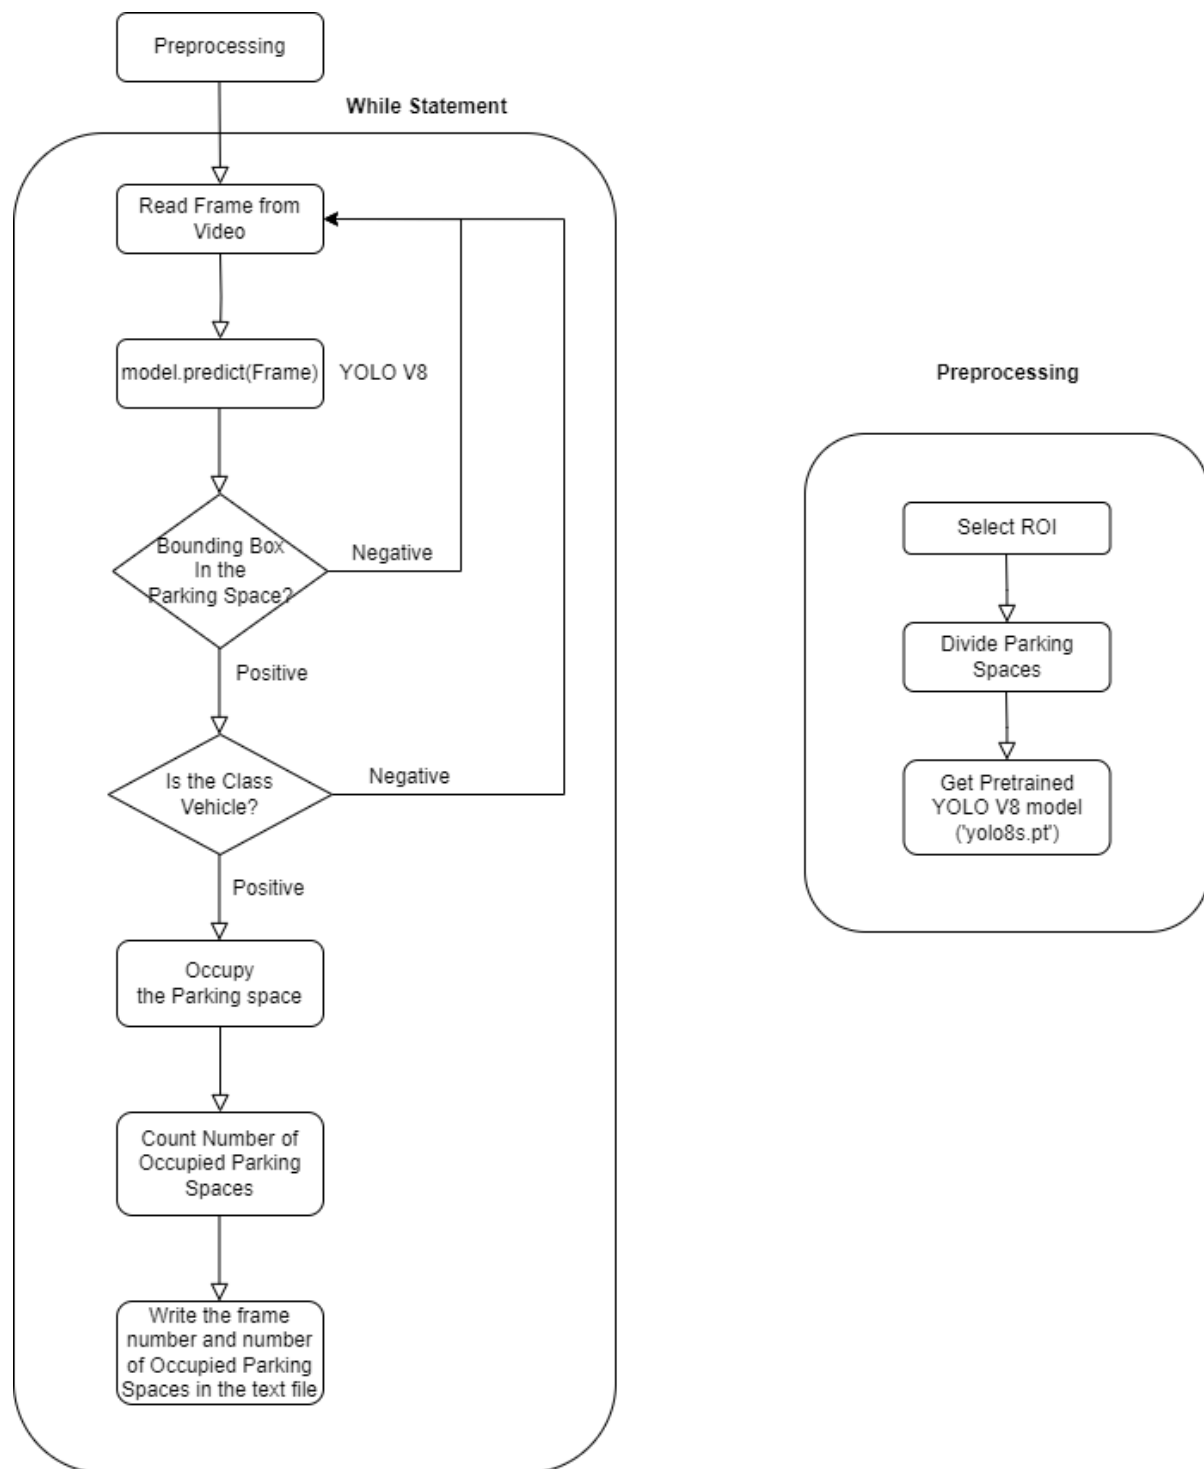 Preprocessing
While Statement
Read Frame from
Video
model.predict(Frame)
YOLO V8
Bounding Box
In the
Parking Space?
Negative
Positive
Is the Class
Vehicle?
Negative
Positive
Occupy
the Parking space
Count Number of
Occupied Parking
Spaces
Write the frame
number and number
of Occupied Parking
Spaces in the text file
Preprocessing
Select ROI
Divide Parking
Spaces
Get Pretrained
YOLO V8 model
('yolo8s.pt')